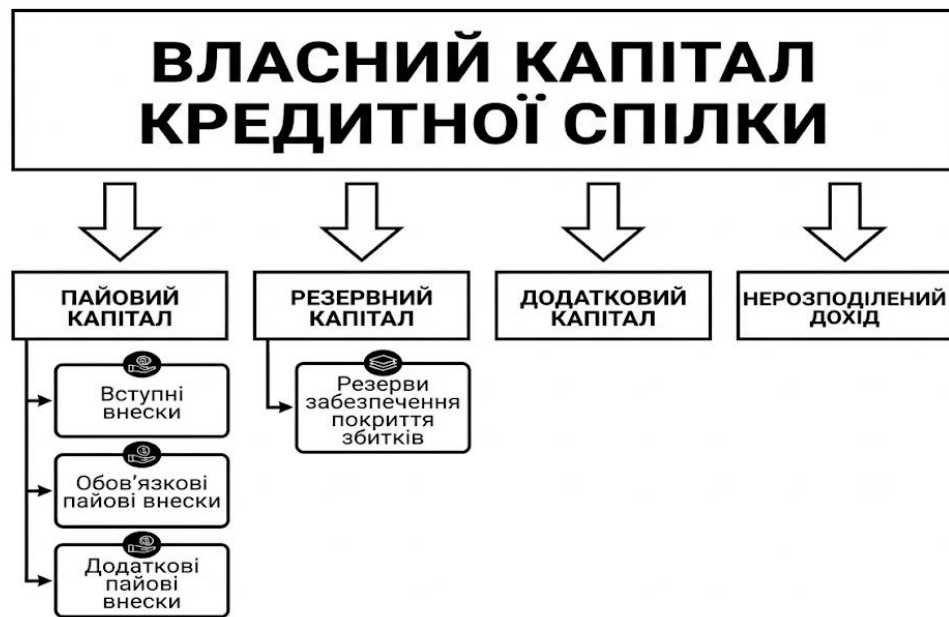 ВЛАСНИЙ КАПІТАЛ
КРЕДИТНОЇ СПІЛКИ
ПАЙОВИЙ
КАПІТАЛ
РЕЗЕРВНИЙ
КАПІТАЛ
ДОДАТКОВИЙ
КАПІТАЛ
НЕРОЗПОДІЛЕНИЙ
ДОХІД
Вступні
внески
Обов'язкові
пайові внески
Додаткові
пайові
внески
Резерви
забезпечення
покриття
збитків